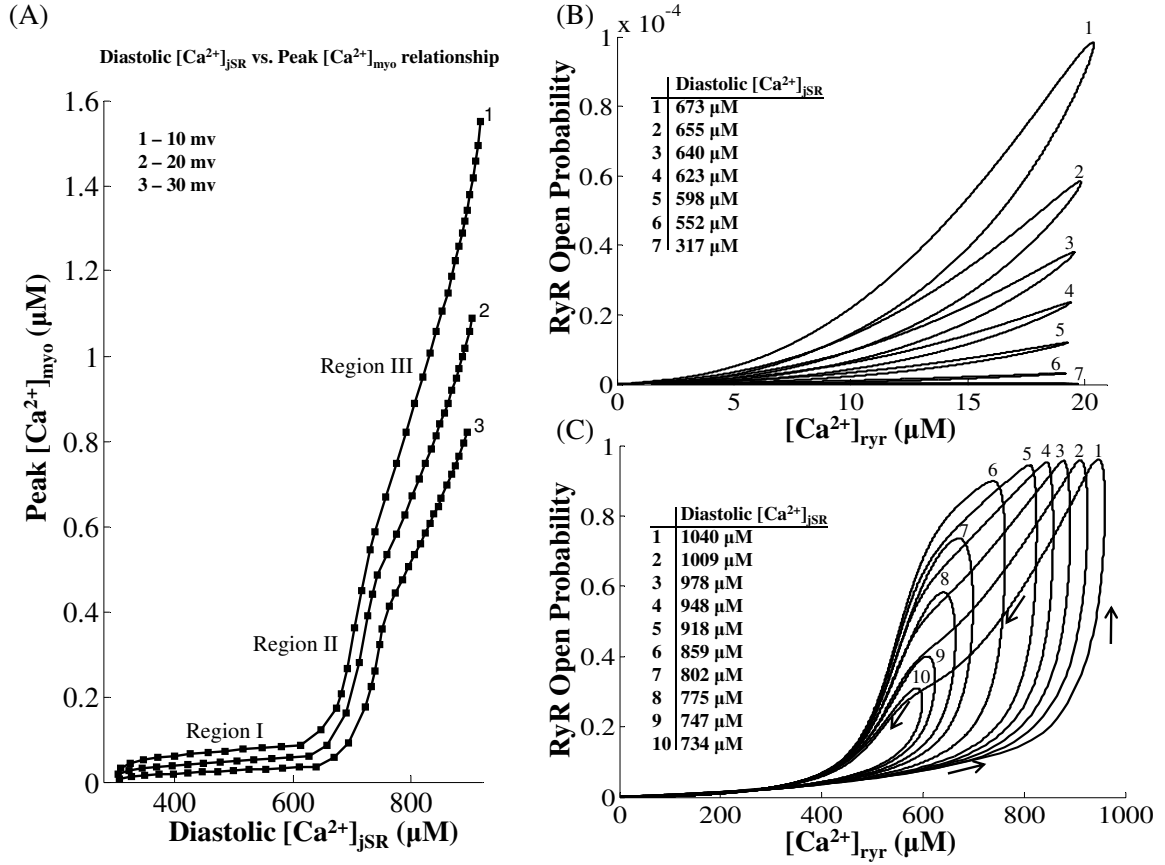 (A)
Diastolic [Ca²⁺]jSR vs. Peak [Ca²⁺]myo relationship
1 – 10 mv
2 – 20 mv
3 – 30 mv
Peak [Ca²⁺]myo (μM)
1.6
1.4
1.2
1
0.8
0.6
0.4
0.2
0
1
2
3
Region III
Region II
Region I
400
600
800
Diastolic [Ca²⁺]jSR (μM)
(B)
1 x 10⁻⁴
RyR Open Probability
0.8
0.6
0.4
0.2
0
Diastolic [Ca²⁺]jSR
1 673 μM
2 655 μM
3 640 μM
4 623 μM
5 598 μM
6 552 μM
7 317 μM
1
2
3
4
5
6
7
0
5
10
15
20
[Ca²⁺]ryr (μM)
(C)
RyR Open Probability
1
0.8
0.6
0.4
0.2
0
Diastolic [Ca²⁺]jSR
1 1040 μM
2 1009 μM
3 978 μM
4 948 μM
5 918 μM
6 859 μM
7 802 μM
8 775 μM
9 747 μM
10 734 μM
6
5
4
3
2
1
7
8
9
10
0
200
400
600
800
1000
[Ca²⁺]ryr (μM)